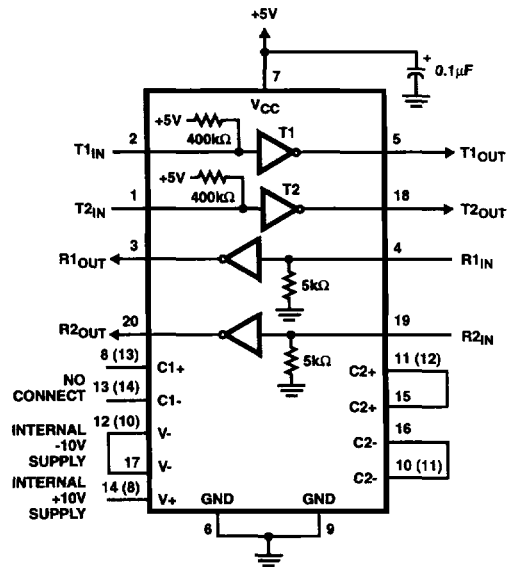 +5V
+
0.1μF
7
VCC
+5V
400kΩ
T1
2
5
T1IN
T1OUT
+5V
400kΩ
T2
1
18
T2IN
T2OUT
3
4
R1OUT
R1IN
5kΩ
20
19
R2OUT
R2IN
5kΩ
8 (13)
C1+
11 (12)
C2+
NO
CONNECT
13 (14)
C1-
15
C2+
12 (10)
V-
16
C2-
INTERNAL
-10V
SUPPLY
17
V-
10 (11)
C2-
INTERNAL
+10V
SUPPLY
14 (8)
V+
GND
GND
6
9